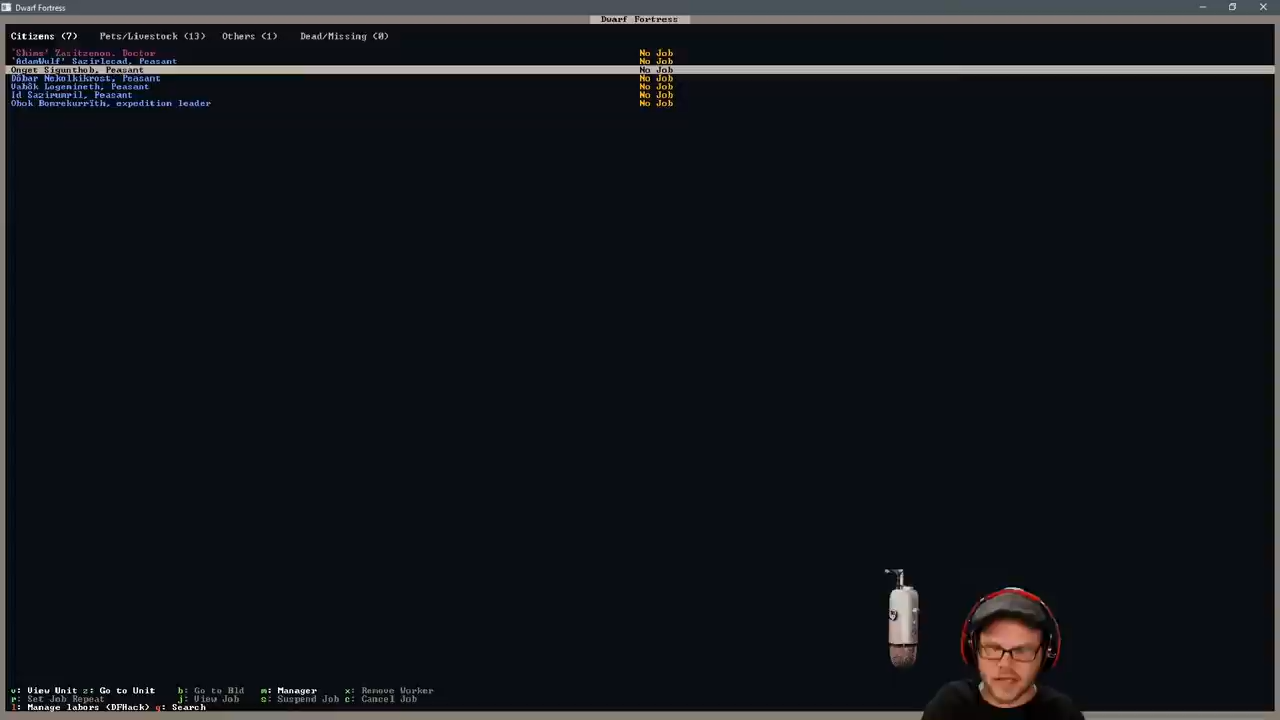 Dwarf Fortress
Dwarf Fortress
Citizens (7) Pets/Livestock (13) Others (1) Dead/Missing (0)
'Shims' Zasitzenon, Doctor No Job
'AdamWulf' Sazirlecad, Peasant No Job
Onget Sigunthob, Peasant No Job
Dôbar Nekolkikrost, Peasant No Job
Vabôk Logemineth, Peasant No Job
Id Sazirumril, Peasant No Job
Obok Bomrekurrîth, expedition leader No Job
v: View Unit z: Go to Unit b: Go to Bld m: Manager x: Remove Worker
r: Set Job Repeat j: View Job s: Suspend Job c: Cancel Job
l: Manage labors (DFHack) q: Search